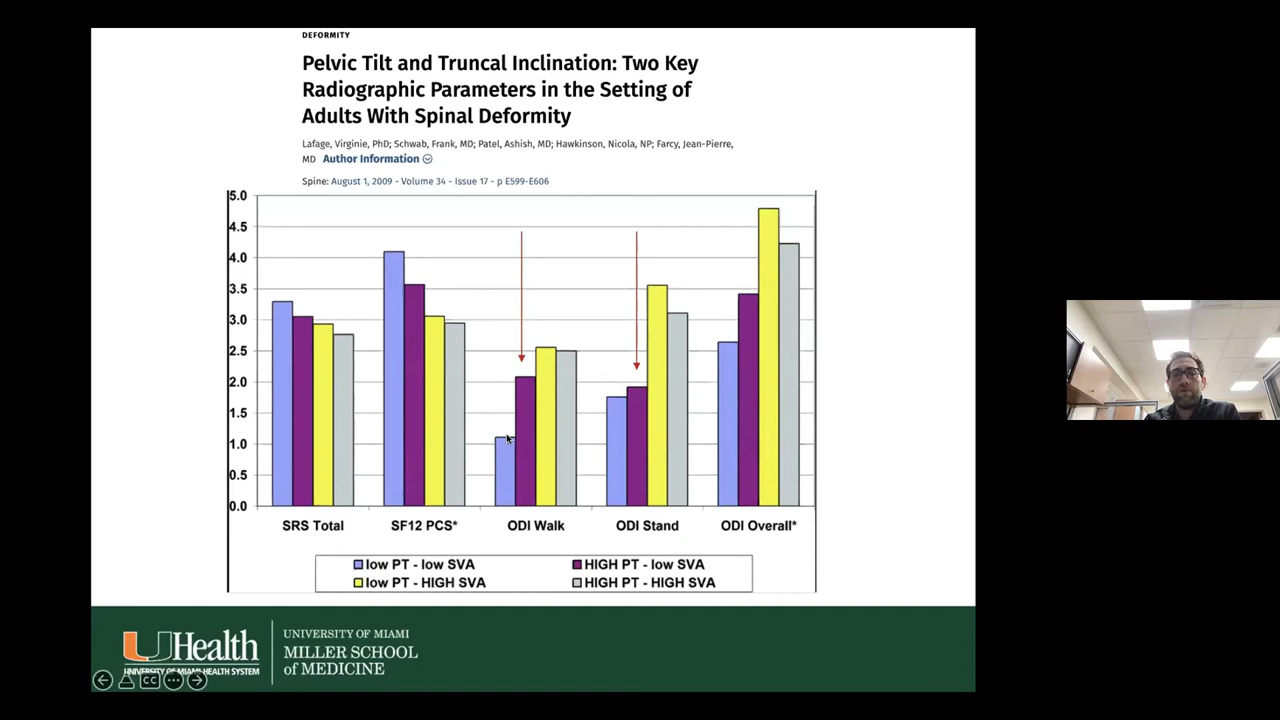 DEFORMITY
Pelvic Tilt and Truncal Inclination: Two Key
Radiographic Parameters in the Setting of
Adults With Spinal Deformity
Lafage, Virginie, PhD; Schwab, Frank, MD; Patel, Ashish, MD; Hawkinson, Nicola, NP; Farcy, Jean-Pierre,
MD Author Information
Spine: August 1, 2009 - Volume 34 - Issue 17 - p E599-E606
5.0
4.5
4.0
3.5
3.0
2.5
2.0
1.5
1.0
0.5
0.0
SRS Total SF12 PCS* ODI Walk ODI Stand ODI Overall*
low PT - low SVA HIGH PT - low SVA
low PT - HIGH SVA HIGH PT - HIGH SVA
UHealth
UNIVERSITY OF MIAMI HEALTH SYSTEM
UNIVERSITY OF MIAMI
MILLER SCHOOL
of MEDICINE
CC